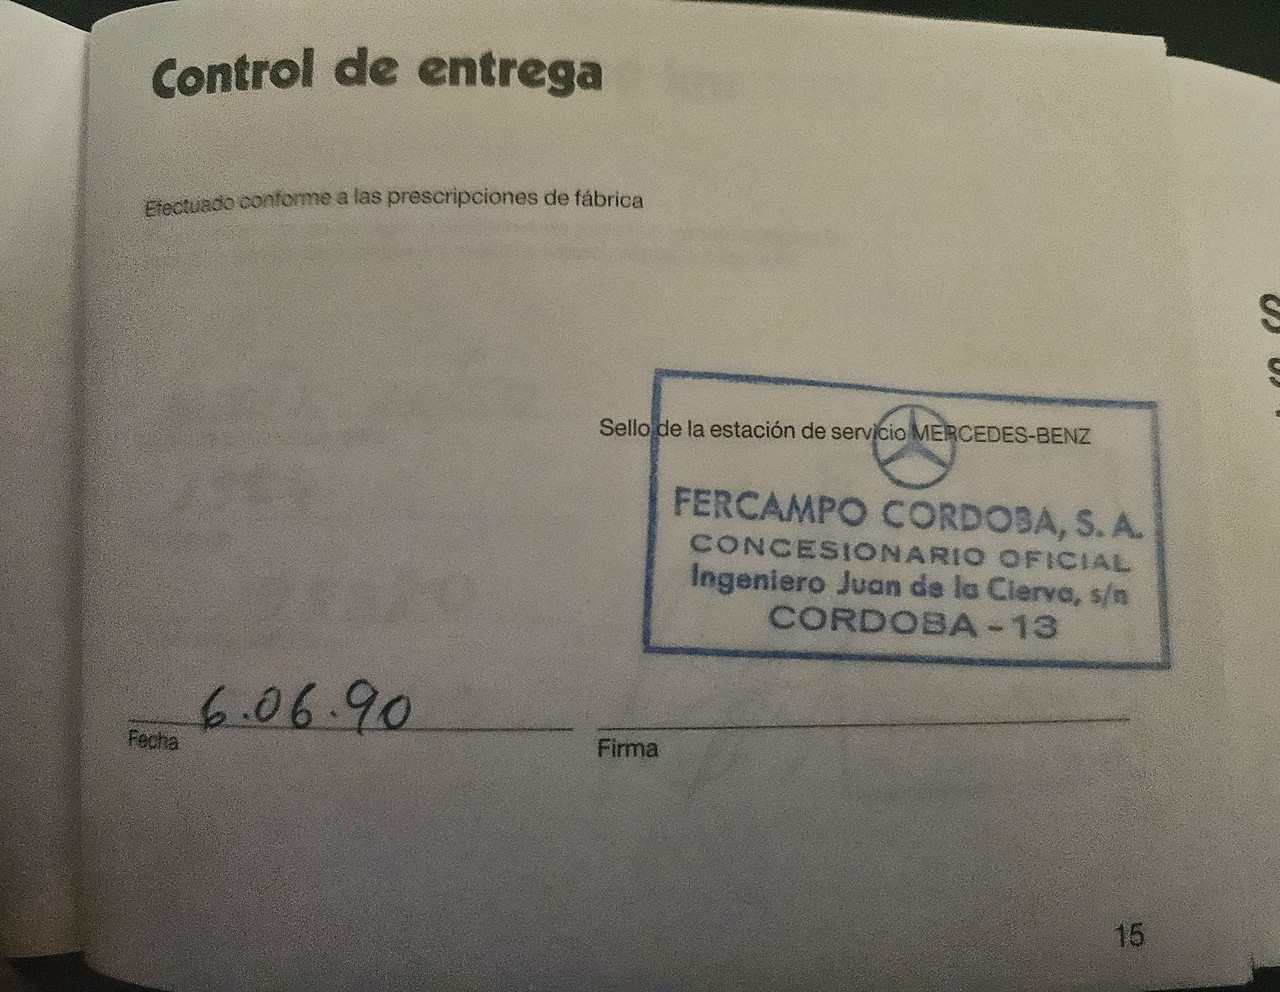 Control de entrega
Efectuado conforme a las prescripciones de fábrica
Sello de la estación de servicio MERCEDES-BENZ
FERCAMPO CORDOBA, S. A.
CONCESIONARIO OFICIAL
Ingeniero Juan de la Cierva, s/n
CORDOBA - 13
6.06.90
Fecha
Firma
15